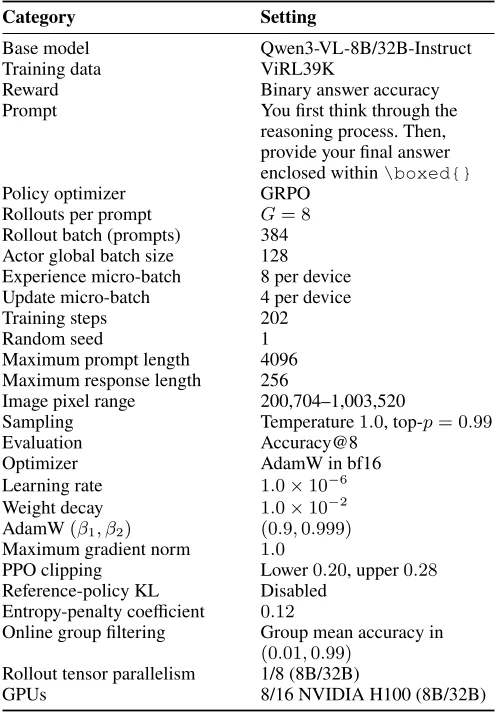 Category Setting
Base model Qwen3-VL-8B/32B-Instruct
Training data ViRL39K
Reward Binary answer accuracy
Prompt You first think through the
reasoning process. Then,
provide your final answer
enclosed within \boxed{}
Policy optimizer GRPO
Rollouts per prompt G = 8
Rollout batch (prompts) 384
Actor global batch size 128
Experience micro-batch 8 per device
Update micro-batch 4 per device
Training steps 202
Random seed 1
Maximum prompt length 4096
Maximum response length 256
Image pixel range 200,704–1,003,520
Sampling Temperature 1.0, top-p = 0.99
Evaluation Accuracy@8
Optimizer AdamW in bf16
Learning rate 1.0 × 10⁻⁶
Weight decay 1.0 × 10⁻²
AdamW (β₁, β₂) (0.9, 0.999)
Maximum gradient norm 1.0
PPO clipping Lower 0.20, upper 0.28
Reference-policy KL Disabled
Entropy-penalty coefficient 0.12
Online group filtering Group mean accuracy in
(0.01, 0.99)
Rollout tensor parallelism 1/8 (8B/32B)
GPUs 8/16 NVIDIA H100 (8B/32B)